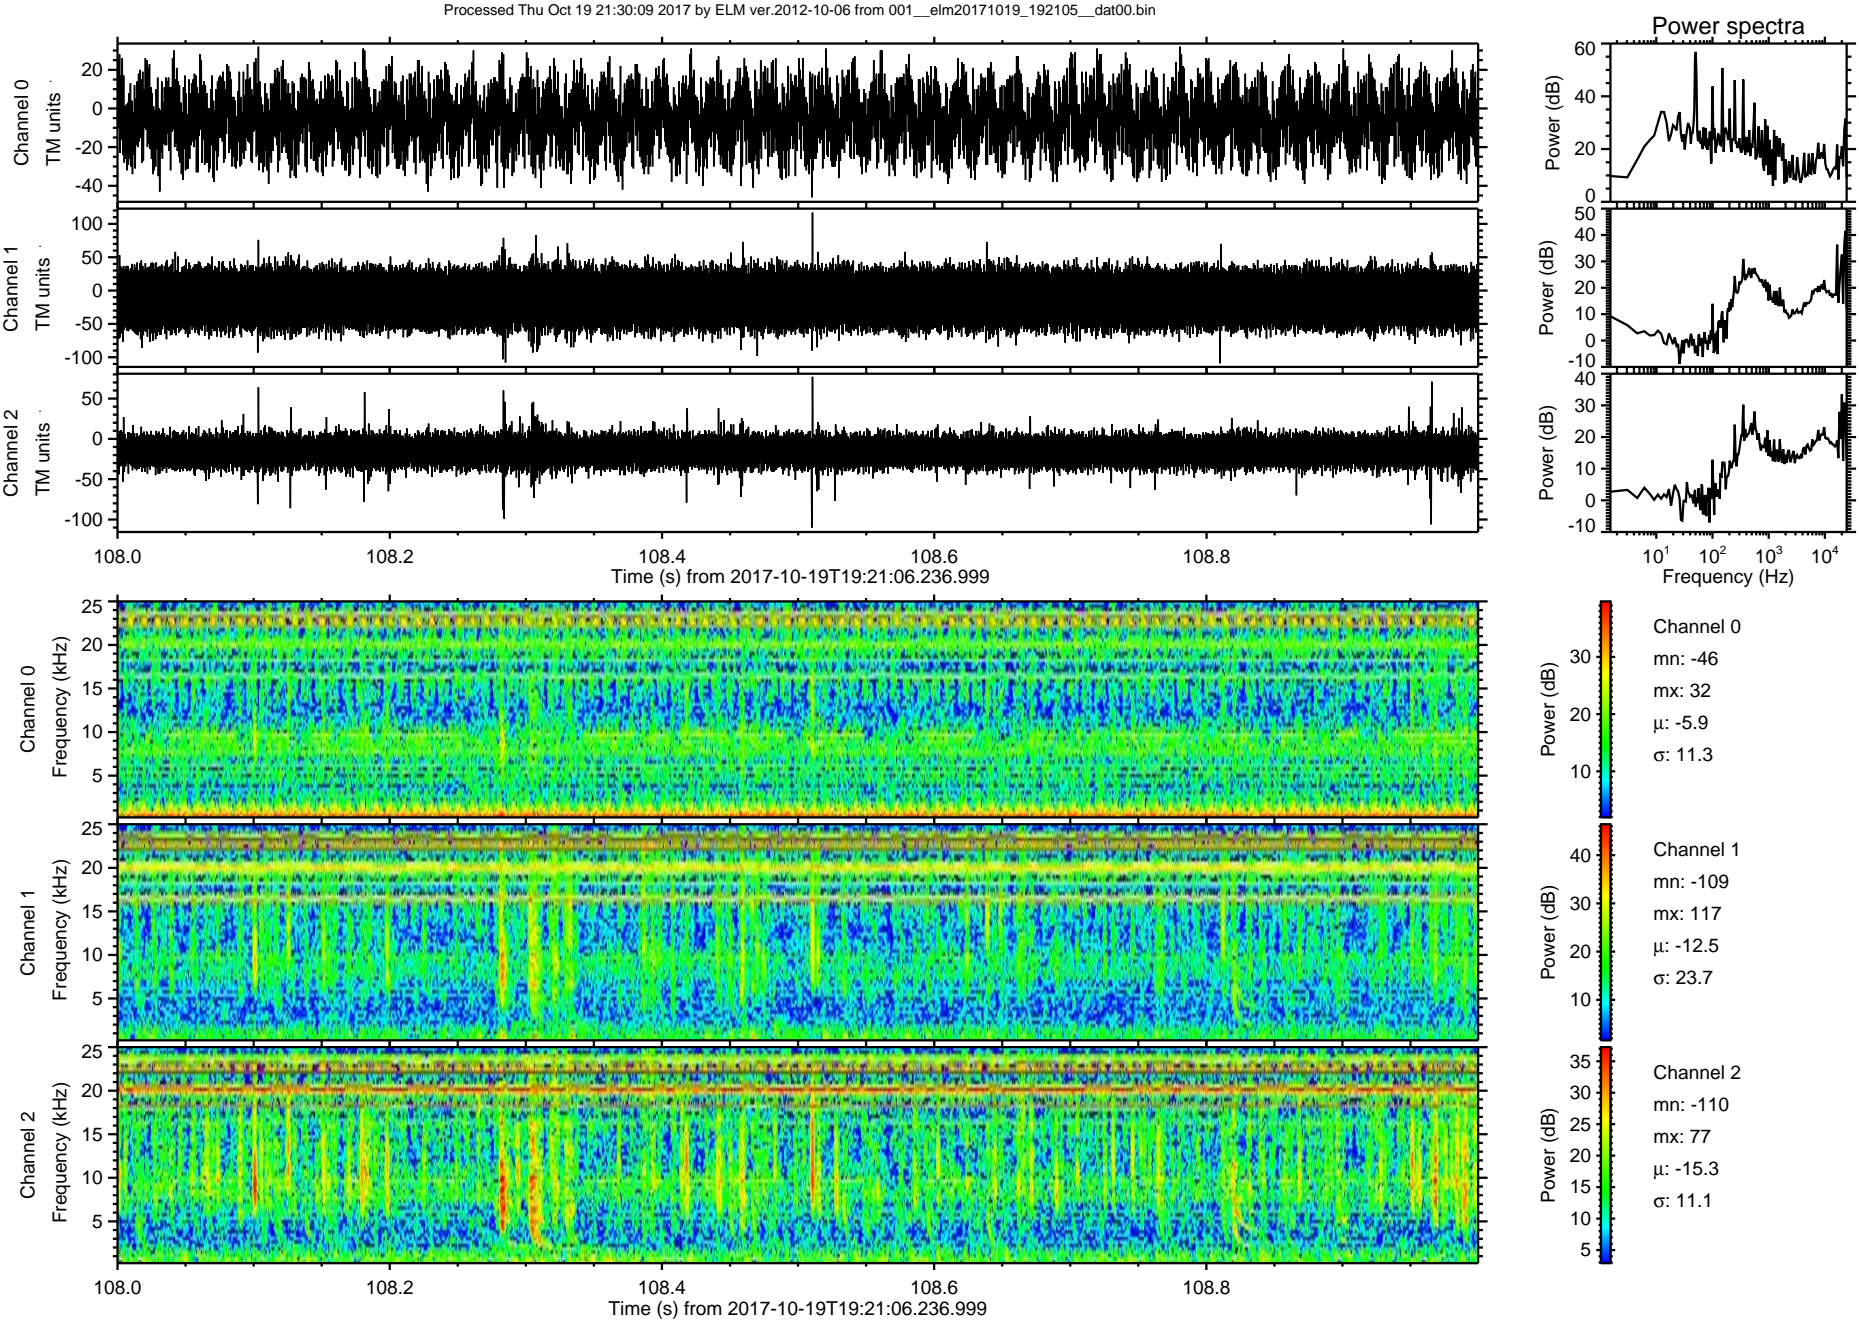 Processed Thu Oct 19 21:30:09 2017 by ELM ver.2012-10-06 from 001__elm20171019_192105__dat00.bin
Power spectra
Channel 0
TM units
20
0
-20
-40
Power (dB)
60
40
20
0
Channel 1
TM units
100
50
0
-50
-100
Power (dB)
50
40
30
20
10
0
-10
Channel 2
TM units
50
0
-50
-100
Power (dB)
40
30
20
10
0
-10
108.0 108.2 108.4 108.6 108.8
Time (s) from 2017-10-19T19:21:06.236.999
10¹ 10² 10³ 10⁴
Frequency (Hz)
Channel 0
Frequency (kHz)
25
20
15
10
5
Power (dB)
30
20
10
Channel 0
mn: -46
mx: 32
μ: -5.9
σ: 11.3
Channel 1
Frequency (kHz)
25
20
15
10
5
Power (dB)
40
30
20
10
Channel 1
mn: -109
mx: 117
μ: -12.5
σ: 23.7
Channel 2
Frequency (kHz)
25
20
15
10
5
Power (dB)
35
30
25
20
15
10
5
Channel 2
mn: -110
mx: 77
μ: -15.3
σ: 11.1
108.0 108.2 108.4 108.6 108.8
Time (s) from 2017-10-19T19:21:06.236.999